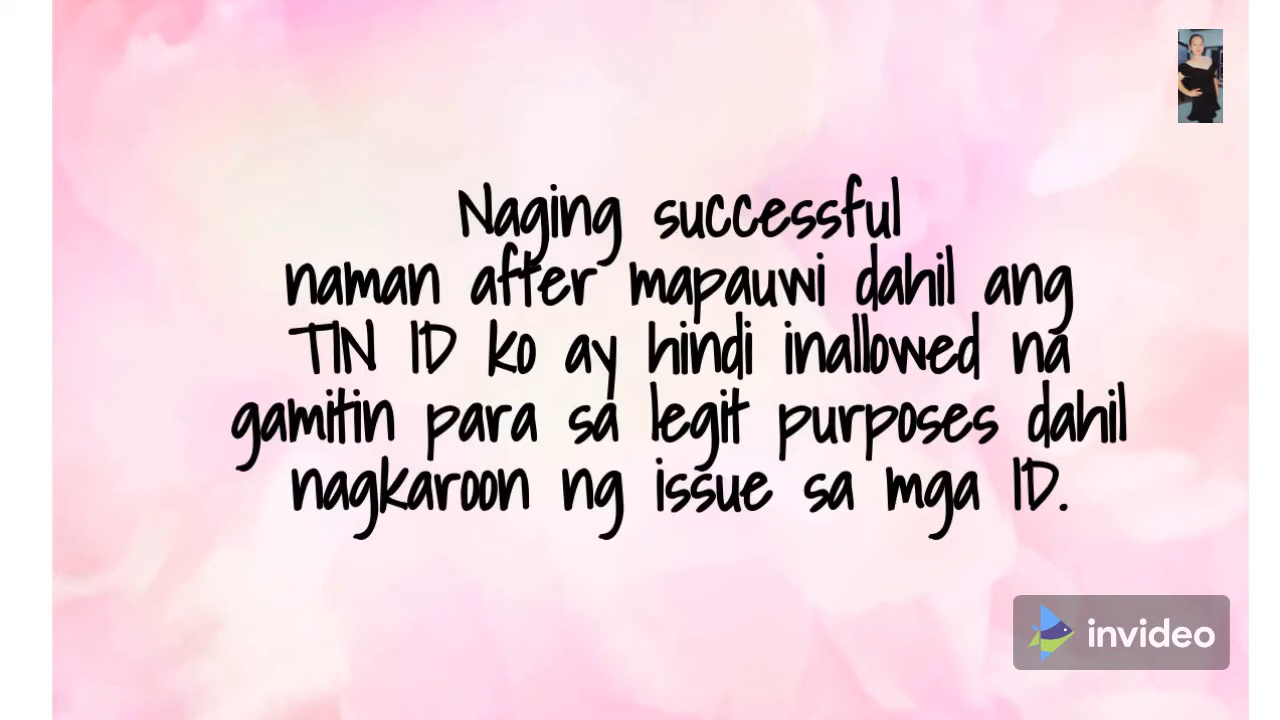 Naging successful
naman after mapauwi dahil ang
TIN ID ko ay hindi inallowed na
gamitin para sa legit purposes dahil
nagkaroon ng issue sa mga ID.
invideo